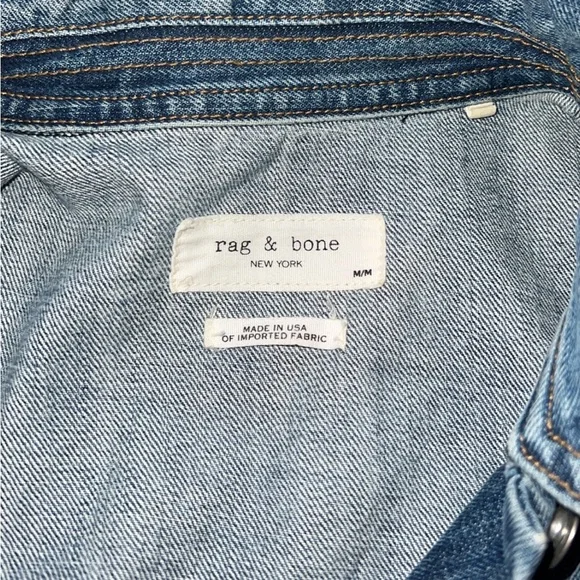 rag & bone
NEW YORK
M/M
MADE IN USA
OF IMPORTED FABRIC